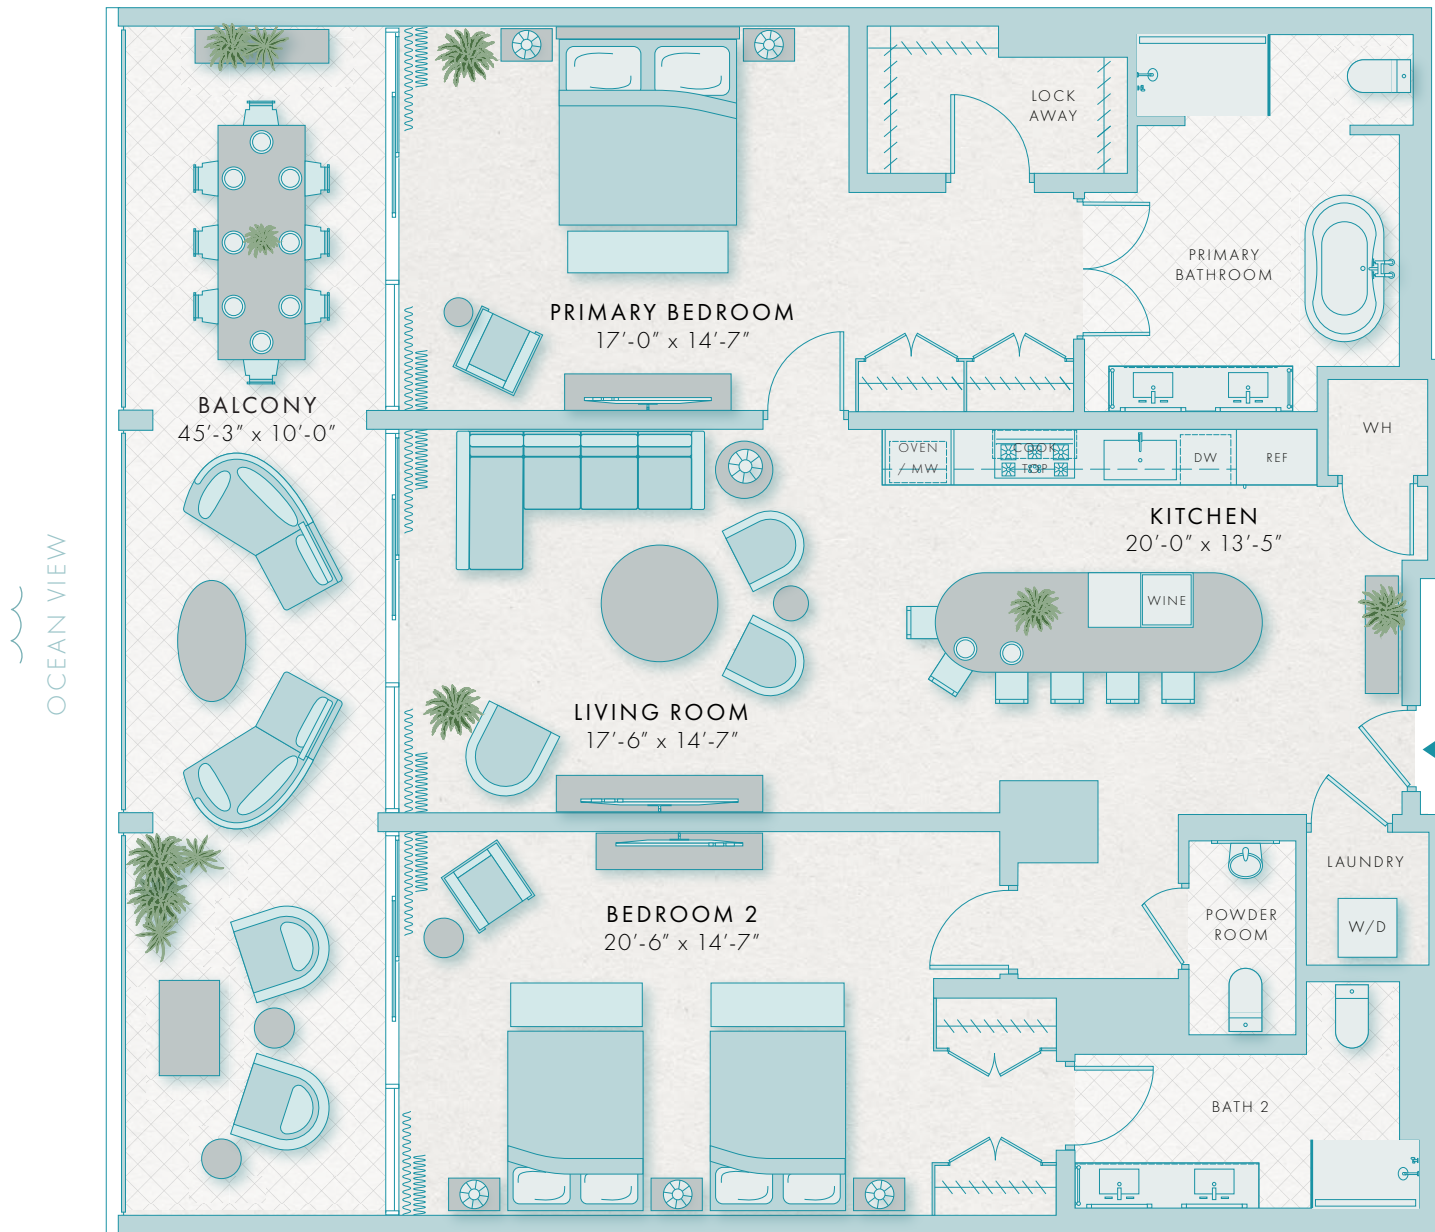 LOCK
AWAY
PRIMARY
BATHROOM
PRIMARY BEDROOM
17’-0” x 14’-7”
BALCONY
45’-3” x 10’-0”
OVEN
/ MW
COOK
TOP
DW
REF
WH
KITCHEN
20’-0” x 13’-5”
OCEAN VIEW
WINE
LIVING ROOM
17’-6” x 14’-7”
LAUNDRY
W/D
POWDER
ROOM
BEDROOM 2
20’-6” x 14’-7”
BATH 2